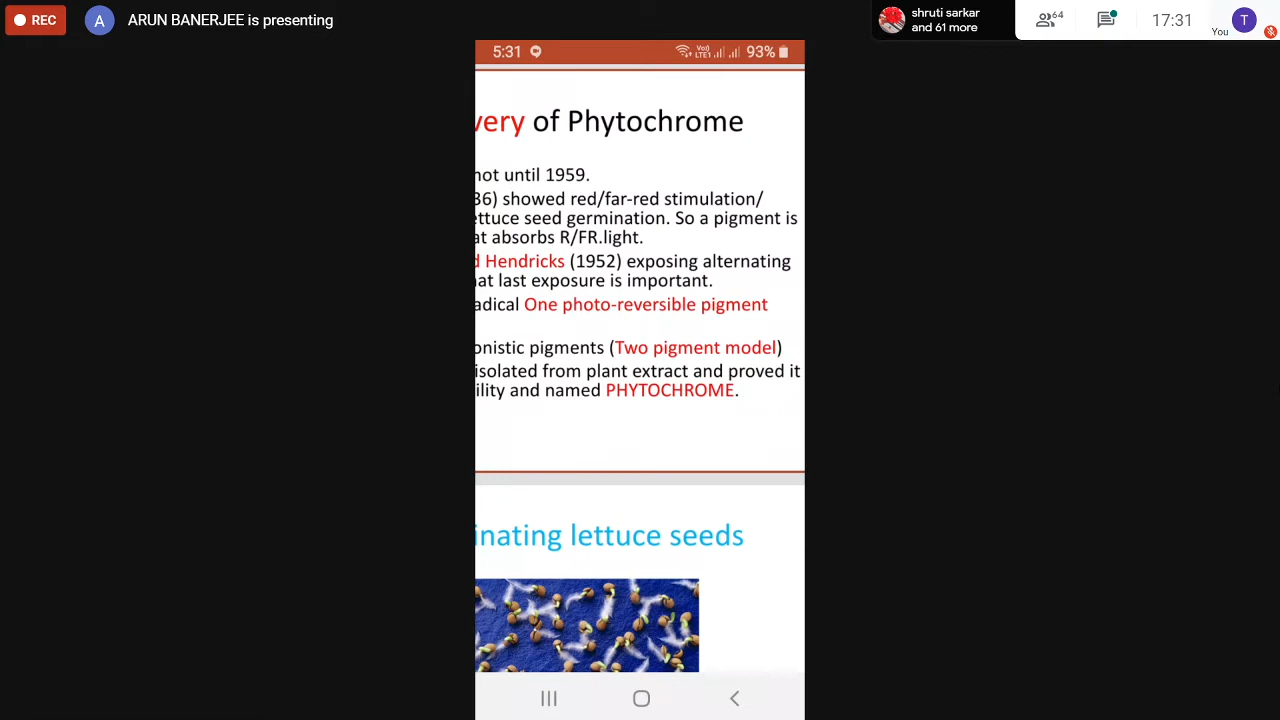 REC
A
ARUN BANERJEE is presenting
shruti sarkar
and 61 more
64
17:31
You
T
5:31
Vo)
LTE1
93%
very of Phytochrome
not until 1959.
36) showed red/far-red stimulation/
ettuce seed germination. So a pigment is
at absorbs R/FR.light.
d Hendricks (1952) exposing alternating
hat last exposure is important.
adical One photo-reversible pigment
onistic pigments (Two pigment model)
isolated from plant extract and proved it
ility and named PHYTOCHROME.
inating lettuce seeds